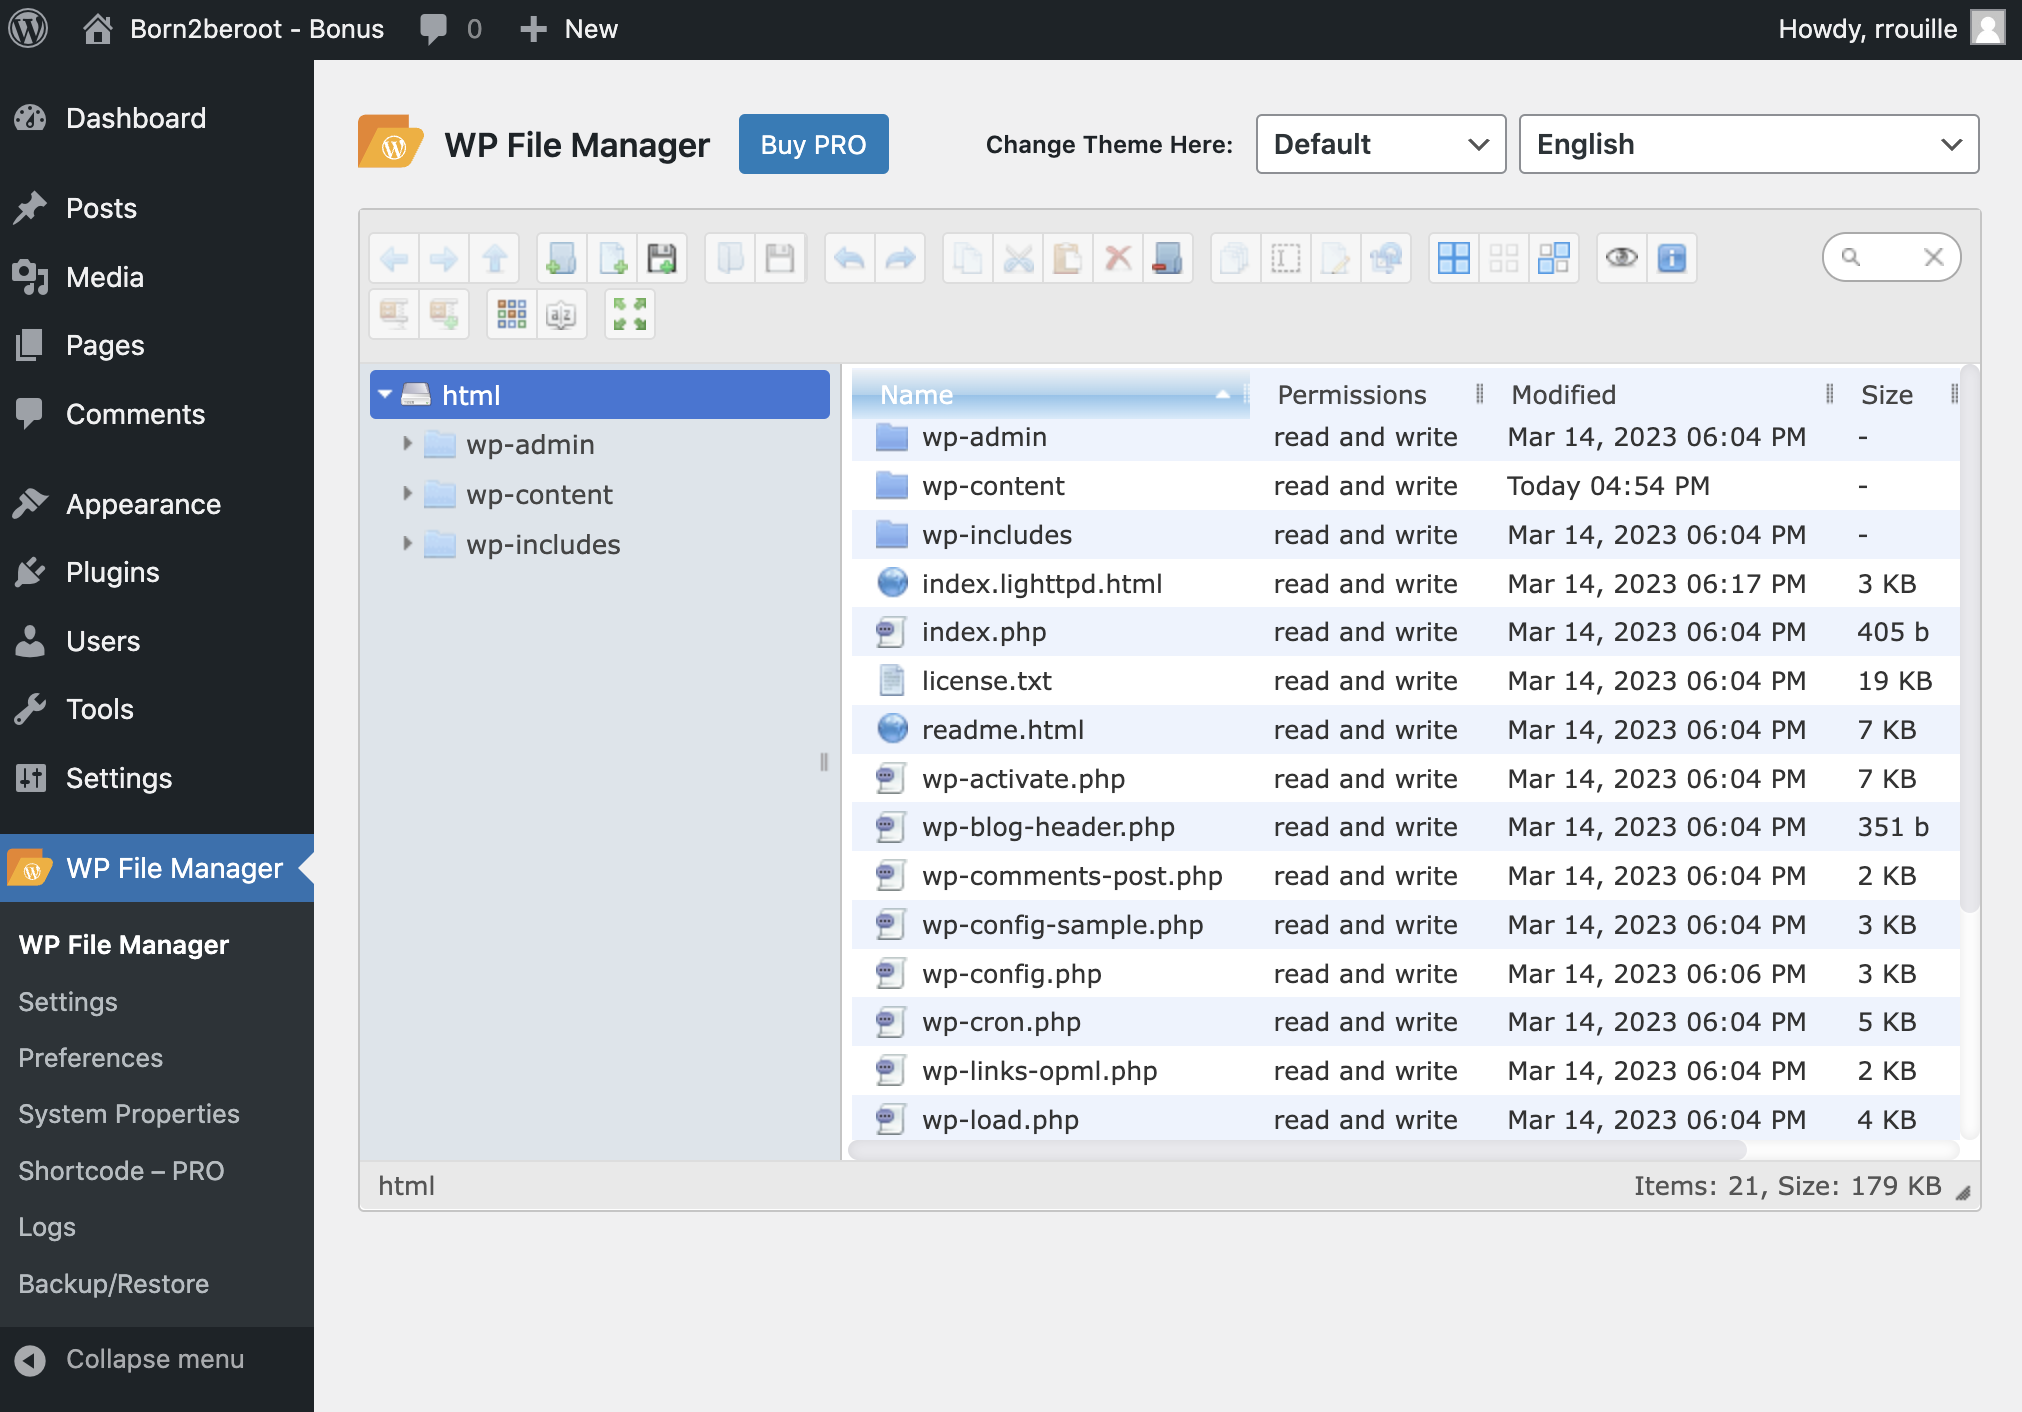 Born2beroot - Bonus 0 New Howdy, rrouille
Dashboard
Posts
Media
Pages
Comments
Appearance
Plugins
Users
Tools
Settings
WP File Manager
WP File Manager
Settings
Preferences
System Properties
Shortcode – PRO
Logs
Backup/Restore
Collapse menu
WP File Manager Buy PRO Change Theme Here: Default English
html
wp-admin
wp-content
wp-includes
Name Permissions Modified Size
wp-admin read and write Mar 14, 2023 06:04 PM -
wp-content read and write Today 04:54 PM -
wp-includes read and write Mar 14, 2023 06:04 PM -
index.lighttpd.html read and write Mar 14, 2023 06:17 PM 3 KB
index.php read and write Mar 14, 2023 06:04 PM 405 b
license.txt read and write Mar 14, 2023 06:04 PM 19 KB
readme.html read and write Mar 14, 2023 06:04 PM 7 KB
wp-activate.php read and write Mar 14, 2023 06:04 PM 7 KB
wp-blog-header.php read and write Mar 14, 2023 06:04 PM 351 b
wp-comments-post.php read and write Mar 14, 2023 06:04 PM 2 KB
wp-config-sample.php read and write Mar 14, 2023 06:04 PM 3 KB
wp-config.php read and write Mar 14, 2023 06:06 PM 3 KB
wp-cron.php read and write Mar 14, 2023 06:04 PM 5 KB
wp-links-opml.php read and write Mar 14, 2023 06:04 PM 2 KB
wp-load.php read and write Mar 14, 2023 06:04 PM 4 KB
html Items: 21, Size: 179 KB